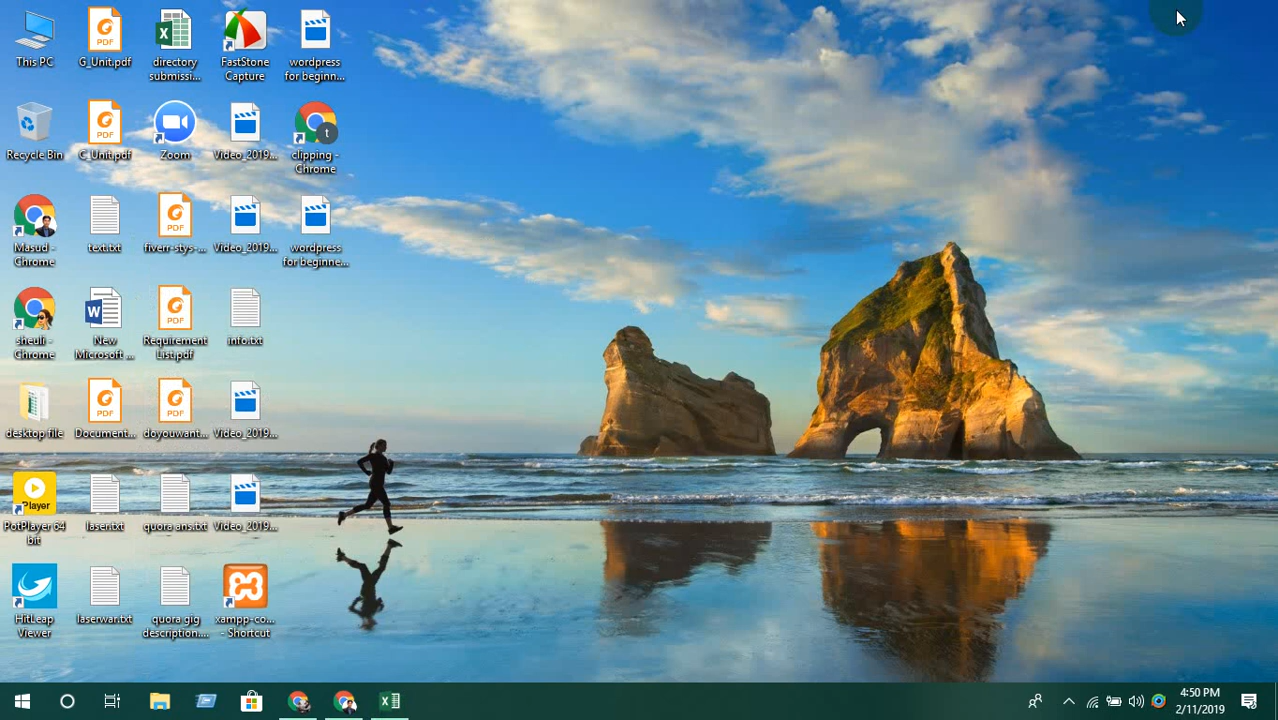 This PC
G_Unit.pdf
directory
submissi...
FastStone
Capture
wordpress
for beginn...
Recycle Bin
C_Unit.pdf
Zoom
Video_2019...
clipping -
Chrome
Masud -
Chrome
text.txt
fiverr-stys-...
Video_2019...
wordpress
for beginne...
sheuli -
Chrome
New
Microsoft ...
Requirement
List.pdf
info.txt
desktop file
Document...
doyouwant...
Video_2019...
PotPlayer 64
bit
laser.txt
quora ans.txt
Video_2019...
HitLeap
Viewer
laserwar.txt
quora gig
description....
xampp-co...
- Shortcut
4:50 PM
2/11/2019